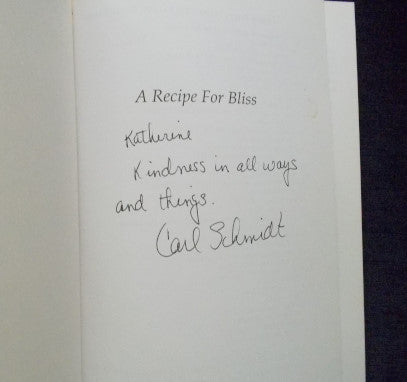 A Recipe For Bliss
Katherine
Kindness in all ways
and things.
Carl Schmidt